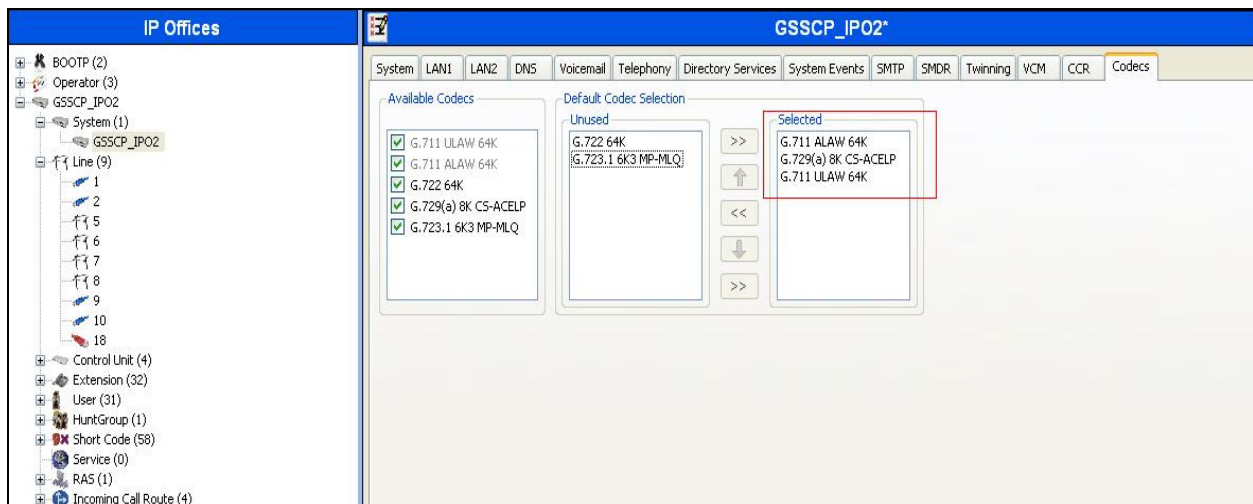 IP Offices
BOOTP (2)
Operator (3)
GSSCP_IPO2
System (1)
GSSCP_IPO2
Line (9)
1
2
5
6
7
8
9
10
18
Control Unit (4)
Extension (32)
User (31)
HuntGroup (1)
Short Code (58)
Service (0)
RAS (1)
Incoming Call Route (4)
GSSCP_IPO2*
System LAN1 LAN2 DNS Voicemail Telephony Directory Services System Events SMTP SMDR Twinning VCM CCR Codecs
Available Codecs
G.711 ULAW 64K
G.711 ALAW 64K
G.722 64K
G.729(a) 8K CS-ACELP
G.723.1 6K3 MP-MLQ
Default Codec Selection
Unused
G.722 64K
G.723.1 6K3 MP-MLQ
>>
<<
>>
Selected
G.711 ALAW 64K
G.729(a) 8K CS-ACELP
G.711 ULAW 64K